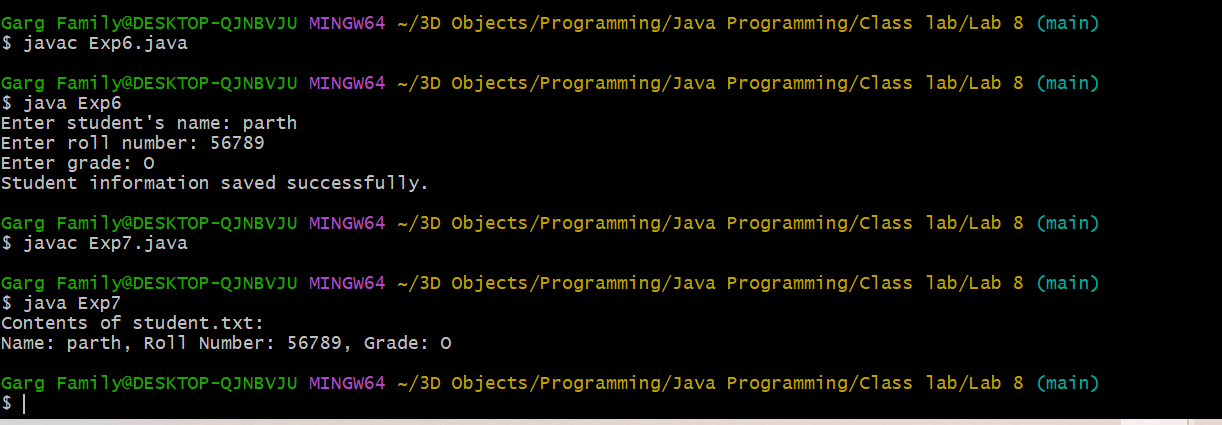 Garg Family@DESKTOP-QJNBVJU MINGW64 ~/3D Objects/Programming/Java Programming/Class lab/Lab 8 (main)
$ javac Exp6.java
Garg Family@DESKTOP-QJNBVJU MINGW64 ~/3D Objects/Programming/Java Programming/Class lab/Lab 8 (main)
$ java Exp6
Enter student's name: parth
Enter roll number: 56789
Enter grade: O
Student information saved successfully.
Garg Family@DESKTOP-QJNBVJU MINGW64 ~/3D Objects/Programming/Java Programming/Class lab/Lab 8 (main)
$ javac Exp7.java
Garg Family@DESKTOP-QJNBVJU MINGW64 ~/3D Objects/Programming/Java Programming/Class lab/Lab 8 (main)
$ java Exp7
Contents of student.txt:
Name: parth, Roll Number: 56789, Grade: O
Garg Family@DESKTOP-QJNBVJU MINGW64 ~/3D Objects/Programming/Java Programming/Class lab/Lab 8 (main)
$